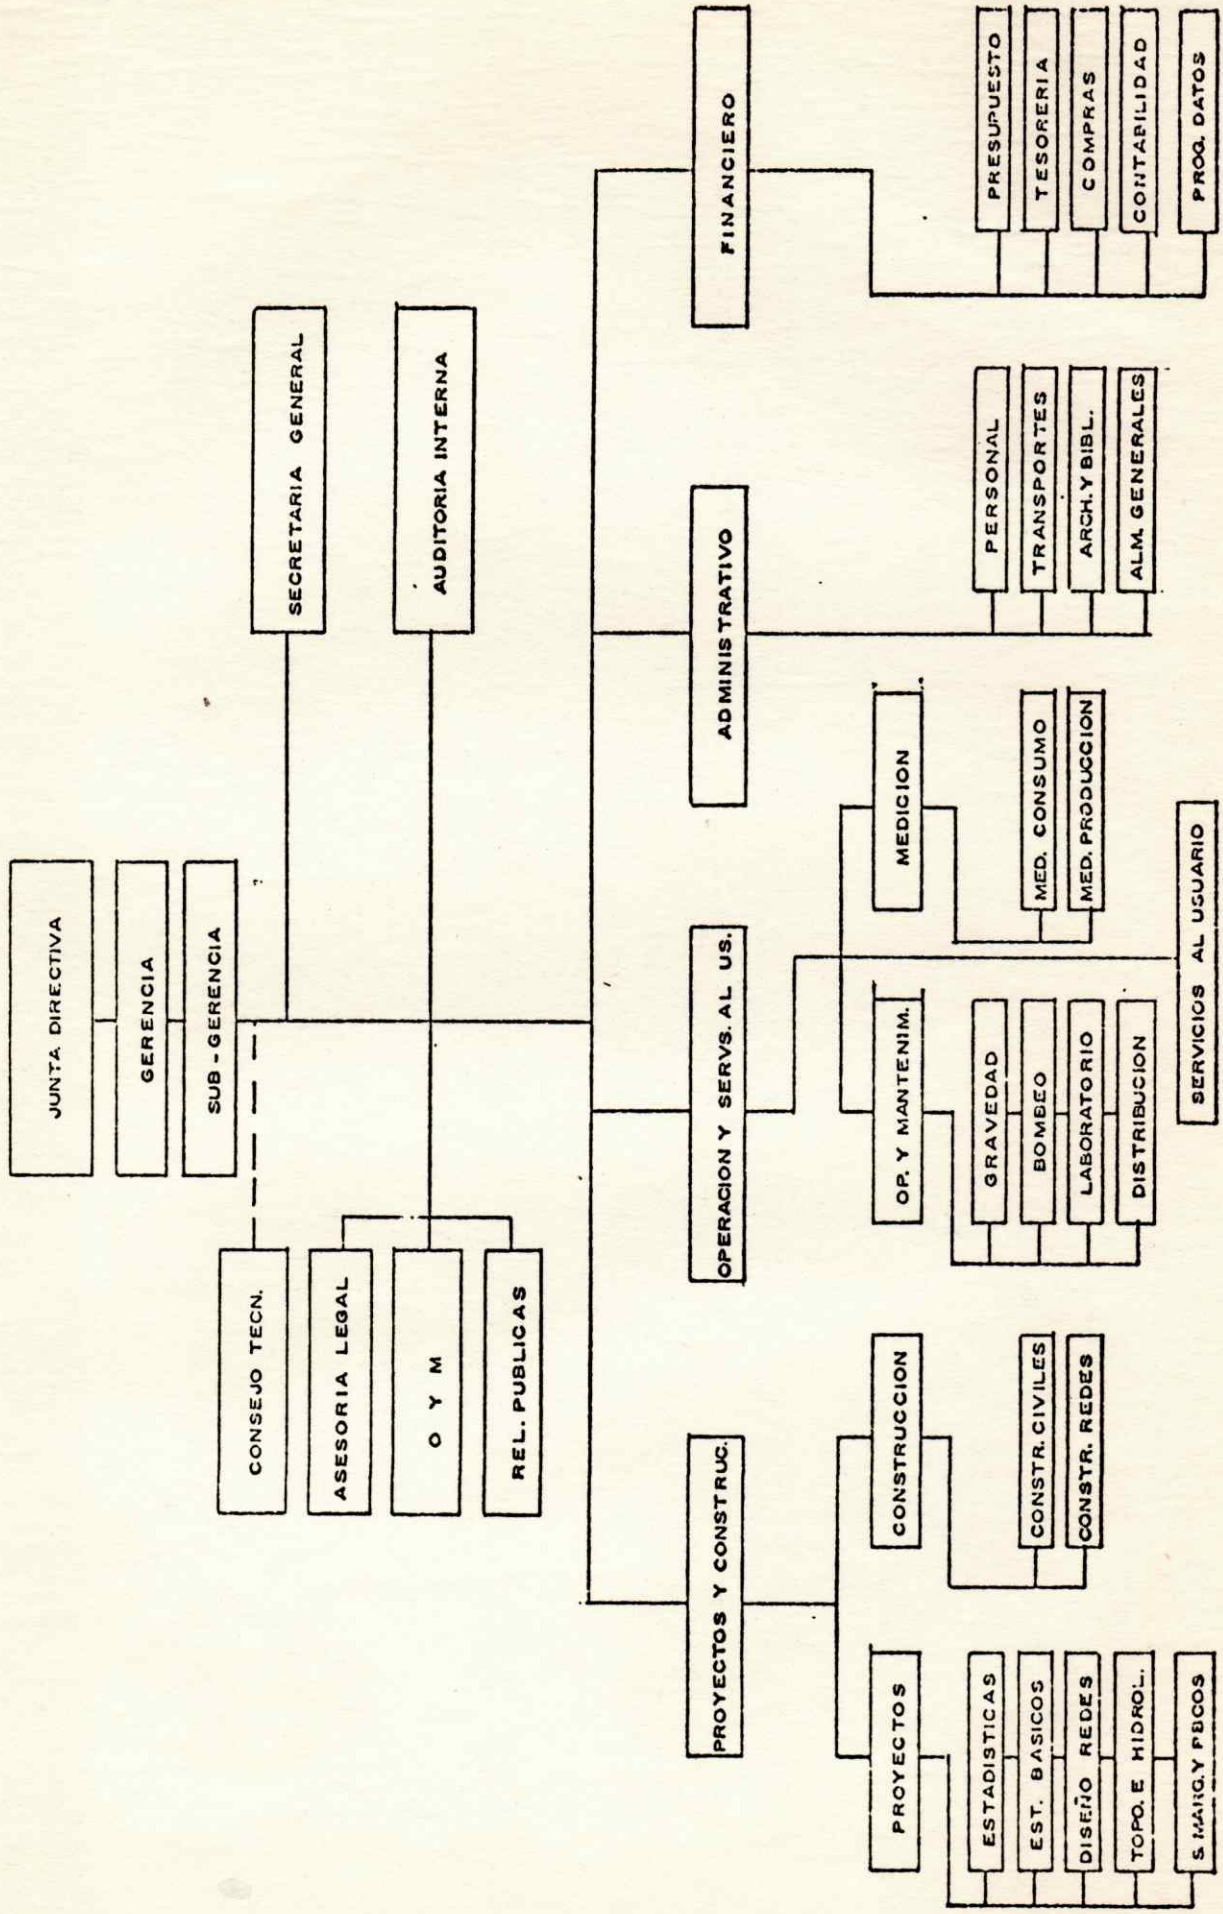 JUNTA DIRECTIVA
GERENCIA
SUB-GERENCIA
CONSEJO TECN.
SECRETARIA GENERAL
ASESORIA LEGAL
O Y M
REL. PUBLICAS
AUDITORIA INTERNA
PROYECTOS Y CONSTRUC.
OPERACION Y SERVS. AL US.
ADMINISTRATIVO
FINANCIERO
PROYECTOS
ESTADISTICAS
EST. BASICOS
DISEÑO REDES
TOPO. E HIDROL.
S. MARG. Y PBCOS
CONSTRUCCION
CONSTR. CIVILES
CONSTR. REDES
OP. Y MANTENIM.
GRAVEDAD
BOMBEO
LABORATORIO
DISTRIBUCION
MEDICION
MED. CONSUMO
MED. PRODUCCION
SERVICIOS AL USUARIO
PERSONAL
TRANSPORTES
ARCH. Y BIBL.
ALM. GENERALES
PRESUPUESTO
TESORERIA
COMPRAS
CONTABILIDAD
PROG. DATOS